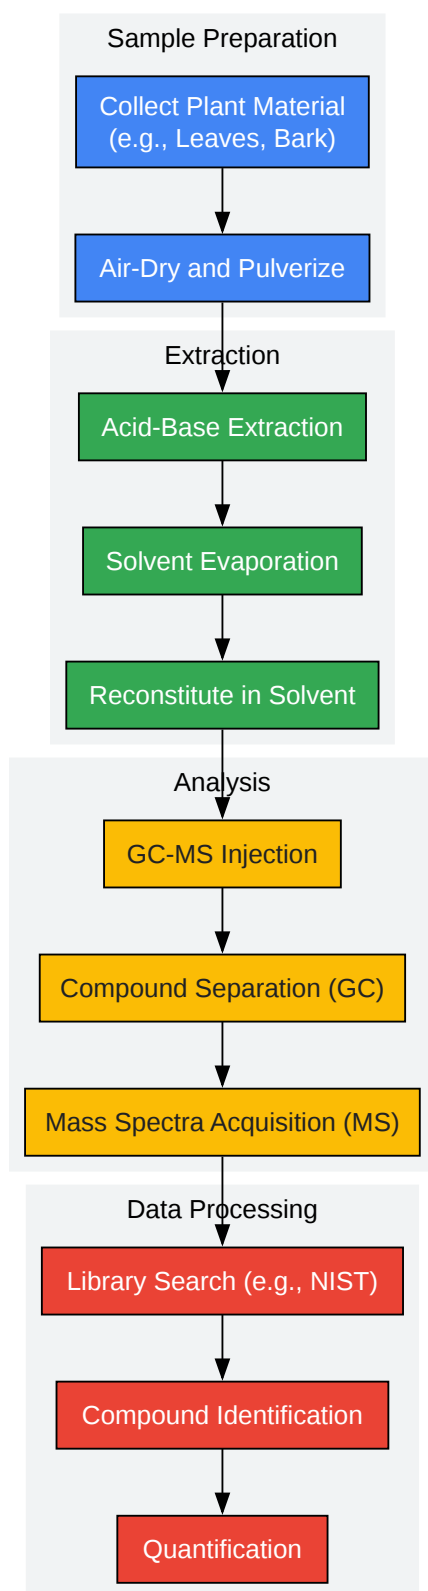 Sample Preparation
Collect Plant Material
(e.g., Leaves, Bark)
Air-Dry and Pulverize
Extraction
Acid-Base Extraction
Solvent Evaporation
Reconstitute in Solvent
Analysis
GC-MS Injection
Compound Separation (GC)
Mass Spectra Acquisition (MS)
Data Processing
Library Search (e.g., NIST)
Compound Identification
Quantification